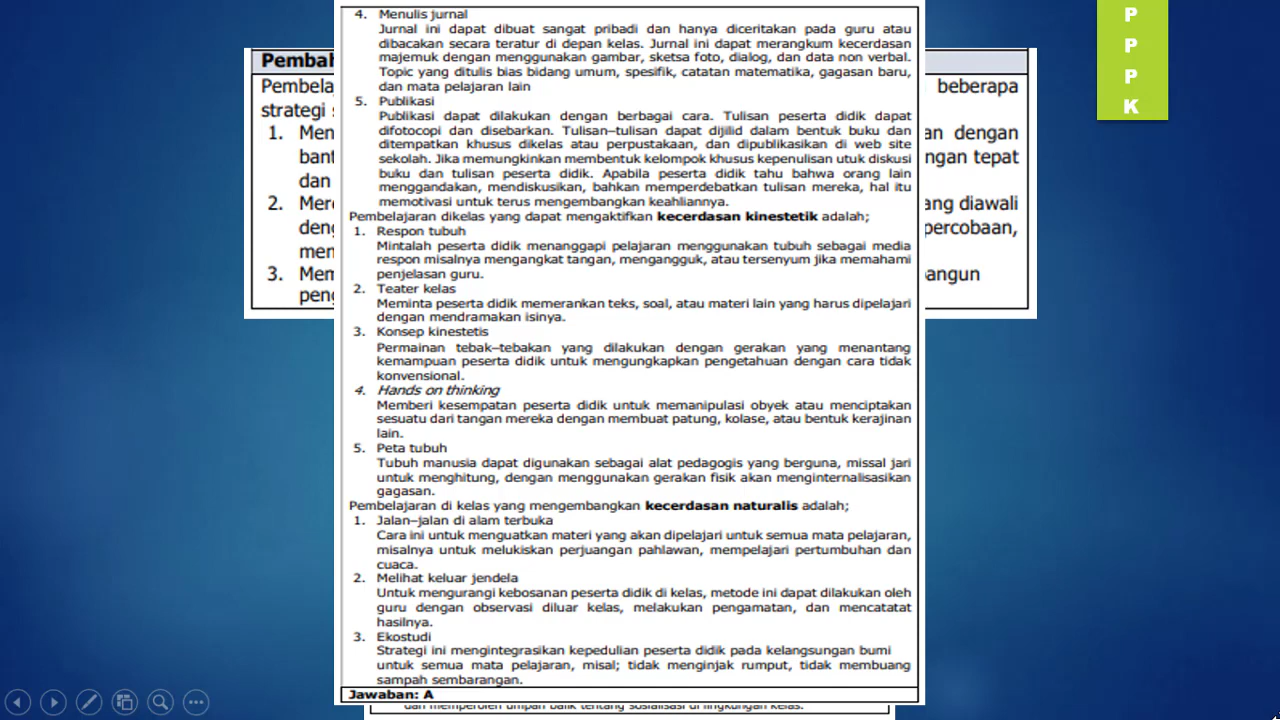 4. Menulis jurnal
Jurnal ini dapat dibuat sangat pribadi dan hanya diceritakan pada guru atau
dibacakan secara teratur di depan kelas. Jurnal ini dapat merangkum kecerdasan
majemuk dengan menggunakan gambar, sketsa foto, dialog, dan data non verbal.
Topic yang ditulis bias bidang umum, spesifik, catatan matematika, gagasan baru,
dan mata pelajaran lain
5. Publikasi
Publikasi dapat dilakukan dengan berbagai cara. Tulisan peserta didik dapat
difotocopi dan disebarkan. Tulisan–tulisan dapat dijilid dalam bentuk buku dan
ditempatkan khusus dikelas atau perpustakaan, dan dipublikasikan di web site
sekolah. Jika memungkinkan membentuk kelompok khusus kepenulisan utuk diskusi
buku dan tulisan peserta didik. Apabila peserta didik tahu bahwa orang lain
menggandakan, mendiskusikan, bahkan memperdebatkan tulisan mereka, hal itu
memotivasi untuk terus mengembangkan keahliannya.
Pembelajaran dikelas yang dapat mengaktifkan kecerdasan kinestetik adalah;
1. Respon tubuh
Mintalah peserta didik menanggapi pelajaran menggunakan tubuh sebagai media
respon misalnya mengangkat tangan, mengangguk, atau tersenyum jika memahami
penjelasan guru.
2. Teater kelas
Meminta peserta didik memerankan teks, soal, atau materi lain yang harus dipelajari
dengan mendramakan isinya.
3. Konsep kinestetis
Permainan tebak–tebakan yang dilakukan dengan gerakan yang menantang
kemampuan peserta didik untuk mengungkapkan pengetahuan dengan cara tidak
konvensional.
4. Hands on thinking
Memberi kesempatan peserta didik untuk memanipulasi obyek atau menciptakan
sesuatu dari tangan mereka dengan membuat patung, kolase, atau bentuk kerajinan
lain.
5. Peta tubuh
Tubuh manusia dapat digunakan sebagai alat pedagogis yang berguna, missal jari
untuk menghitung, dengan menggunakan gerakan fisik akan menginternalisasikan
gagasan.
Pembelajaran di kelas yang mengembangkan kecerdasan naturalis adalah;
1. Jalan–jalan di alam terbuka
Cara ini untuk menguatkan materi yang akan dipelajari untuk semua mata pelajaran,
misalnya untuk melukiskan perjuangan pahlawan, mempelajari pertumbuhan dan
cuaca.
2. Melihat keluar jendela
Untuk mengurangi kebosanan peserta didik di kelas, metode ini dapat dilakukan oleh
guru dengan observasi diluar kelas, melakukan pengamatan, dan mencatatat
hasilnya.
3. Ekostudi
Strategi ini mengintegrasikan kepedulian peserta didik pada kelangsungan bumi
untuk semua mata pelajaran, misal; tidak menginjak rumput, tidak membuang
sampah sembarangan.
Jawaban: A
beberapa
strategi
1.
an dengan
ngan tepat
dan
2.
ang diawali
percobaan,
3.
bangun
dan memperoleh umpan balik tentang sosialisasi di lingkungan kelas.
P
P
P
K